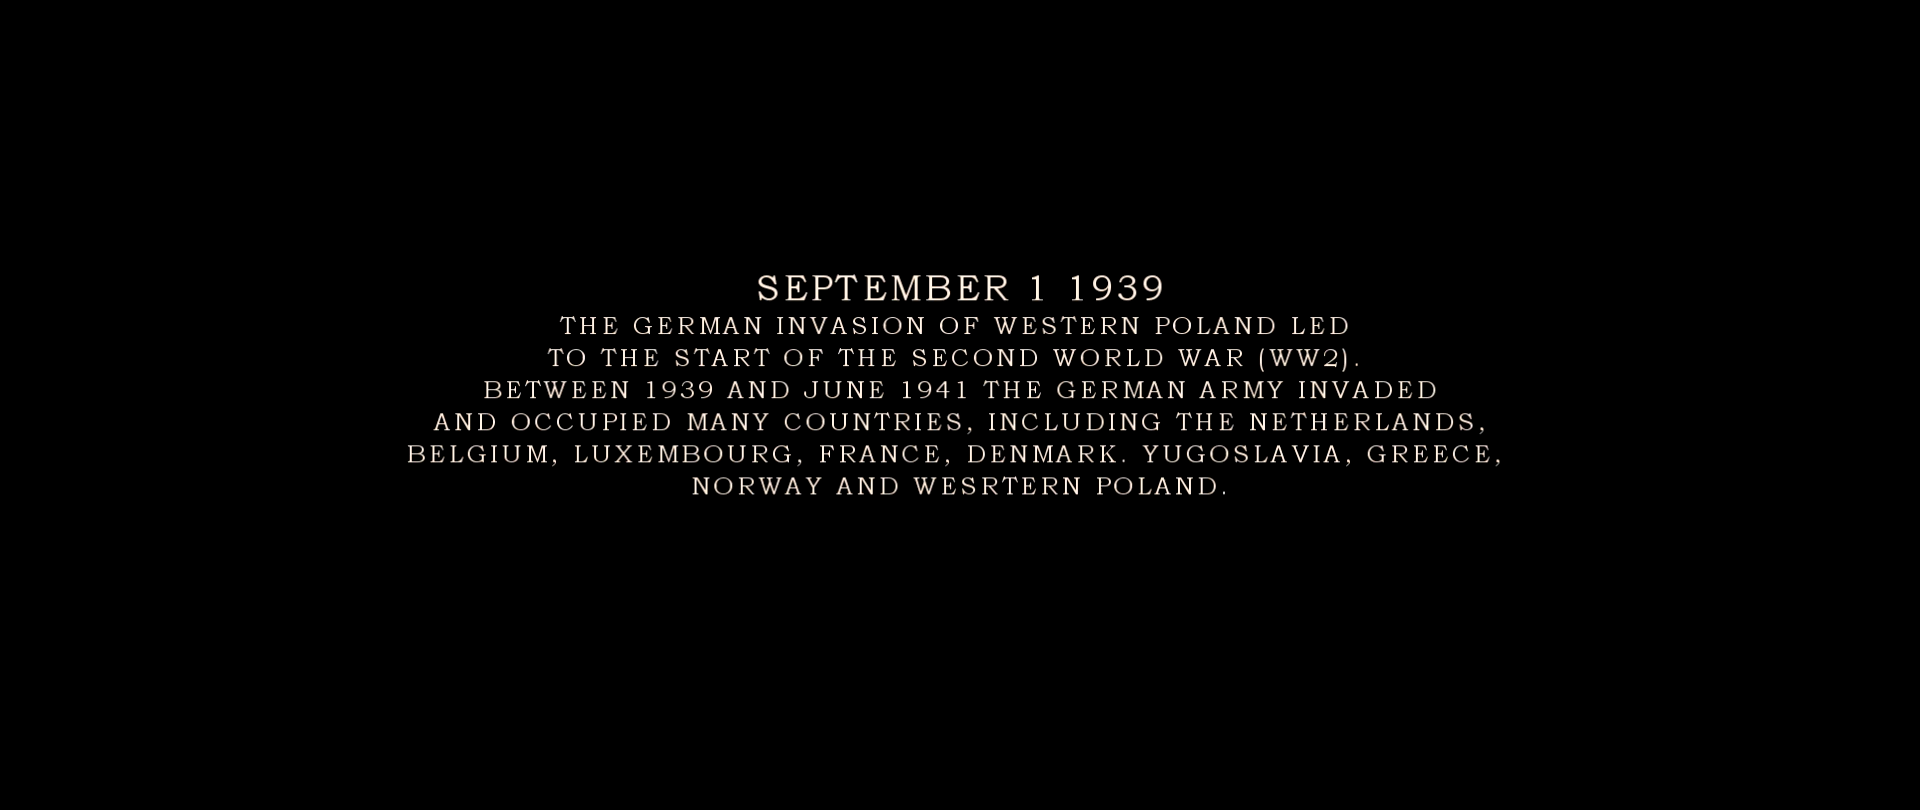 SEPTEMBER 1 1939
THE GERMAN INVASION OF WESTERN POLAND LED
TO THE START OF THE SECOND WORLD WAR (WW2).
BETWEEN 1939 AND JUNE 1941 THE GERMAN ARMY INVADED
AND OCCUPIED MANY COUNTRIES, INCLUDING THE NETHERLANDS,
BELGIUM, LUXEMBOURG, FRANCE, DENMARK. YUGOSLAVIA, GREECE,
NORWAY AND WESRTERN POLAND.